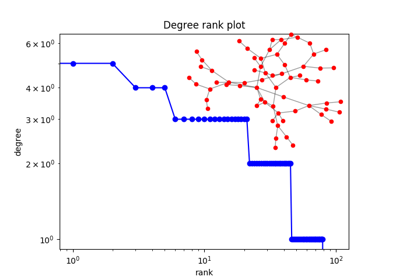 Degree rank plot
6 × 10⁰
4 × 10⁰
3 × 10⁰
2 × 10⁰
10⁰
degree
10⁰ 10¹ 10²
rank